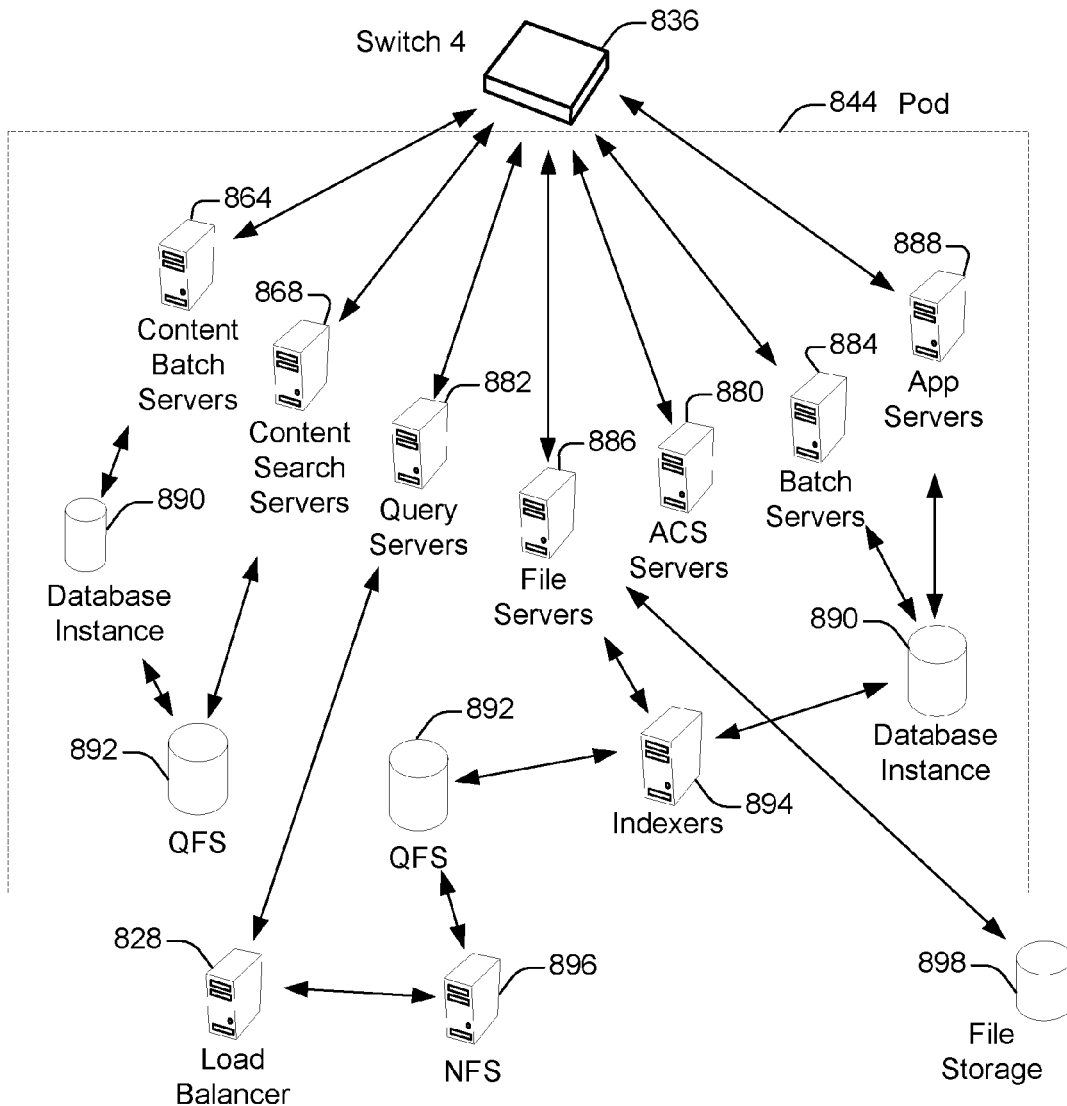 836
Switch 4
844 Pod
864
888
868
884
Content
Batch
Servers
882
880
App
Servers
Content
Search
Servers
886
Batch
Servers
890
Query
Servers
ACS
Servers
File
Servers
Database
Instance
890
892
892
Database
Instance
894
Indexers
QFS
QFS
828
896
898
Load
Balancer
NFS
File
Storage